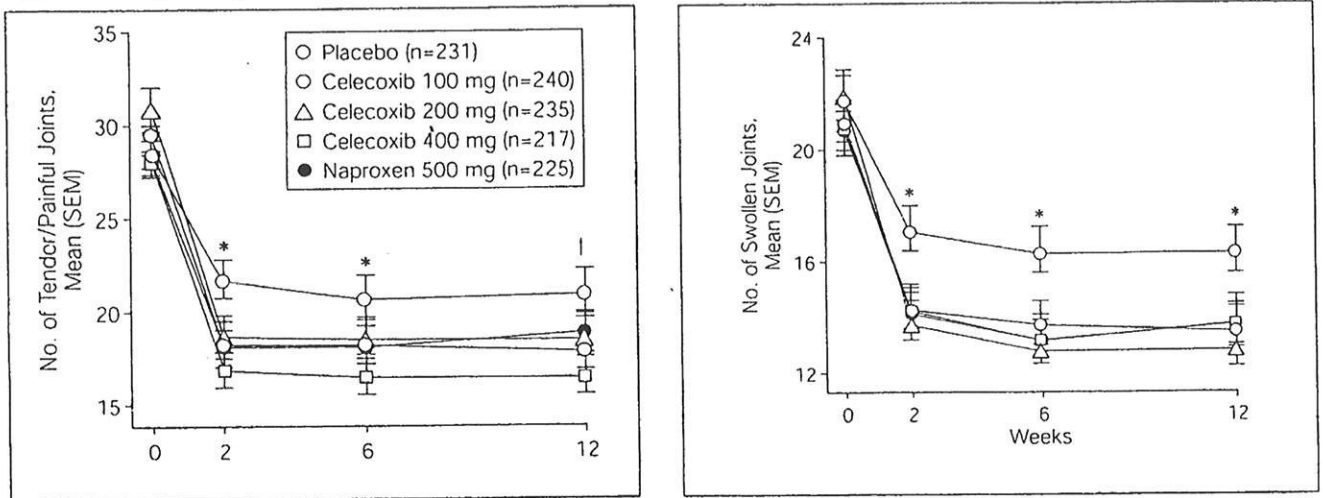 No. of Tendor/Painful Joints,
Mean (SEM)
35
30
25
20
15
0
2
6
12
Placebo (n=231)
Celecoxib 100 mg (n=240)
Celecoxib 200 mg (n=235)
Celecoxib 400 mg (n=217)
Naproxen 500 mg (n=225)
*
*
No. of Swollen Joints,
Mean (SEM)
24
20
16
12
*
*
*
0
2
6
12
Weeks